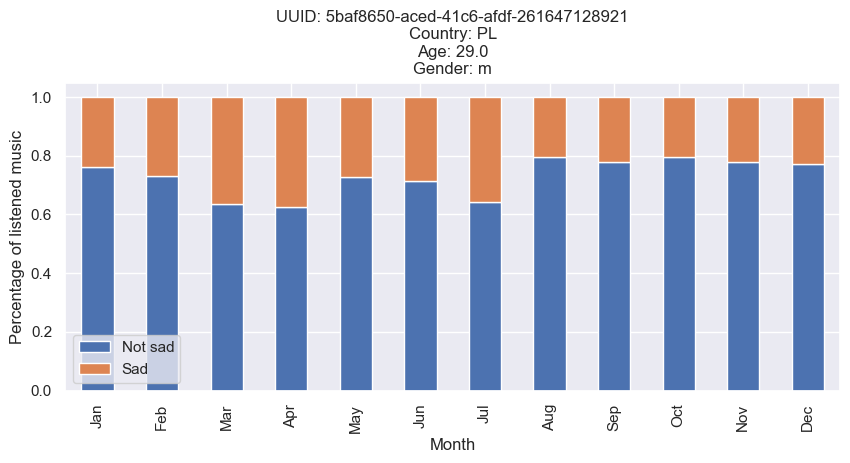 UUID: 5baf8650-aced-41c6-afdf-261647128921
Country: PL
Age: 29.0
Gender: m
Percentage of listened music
1.0
0.8
0.6
0.4
0.2
0.0
Not sad
Sad
Jan
Feb
Mar
Apr
May
Jun
Jul
Aug
Sep
Oct
Nov
Dec
Month